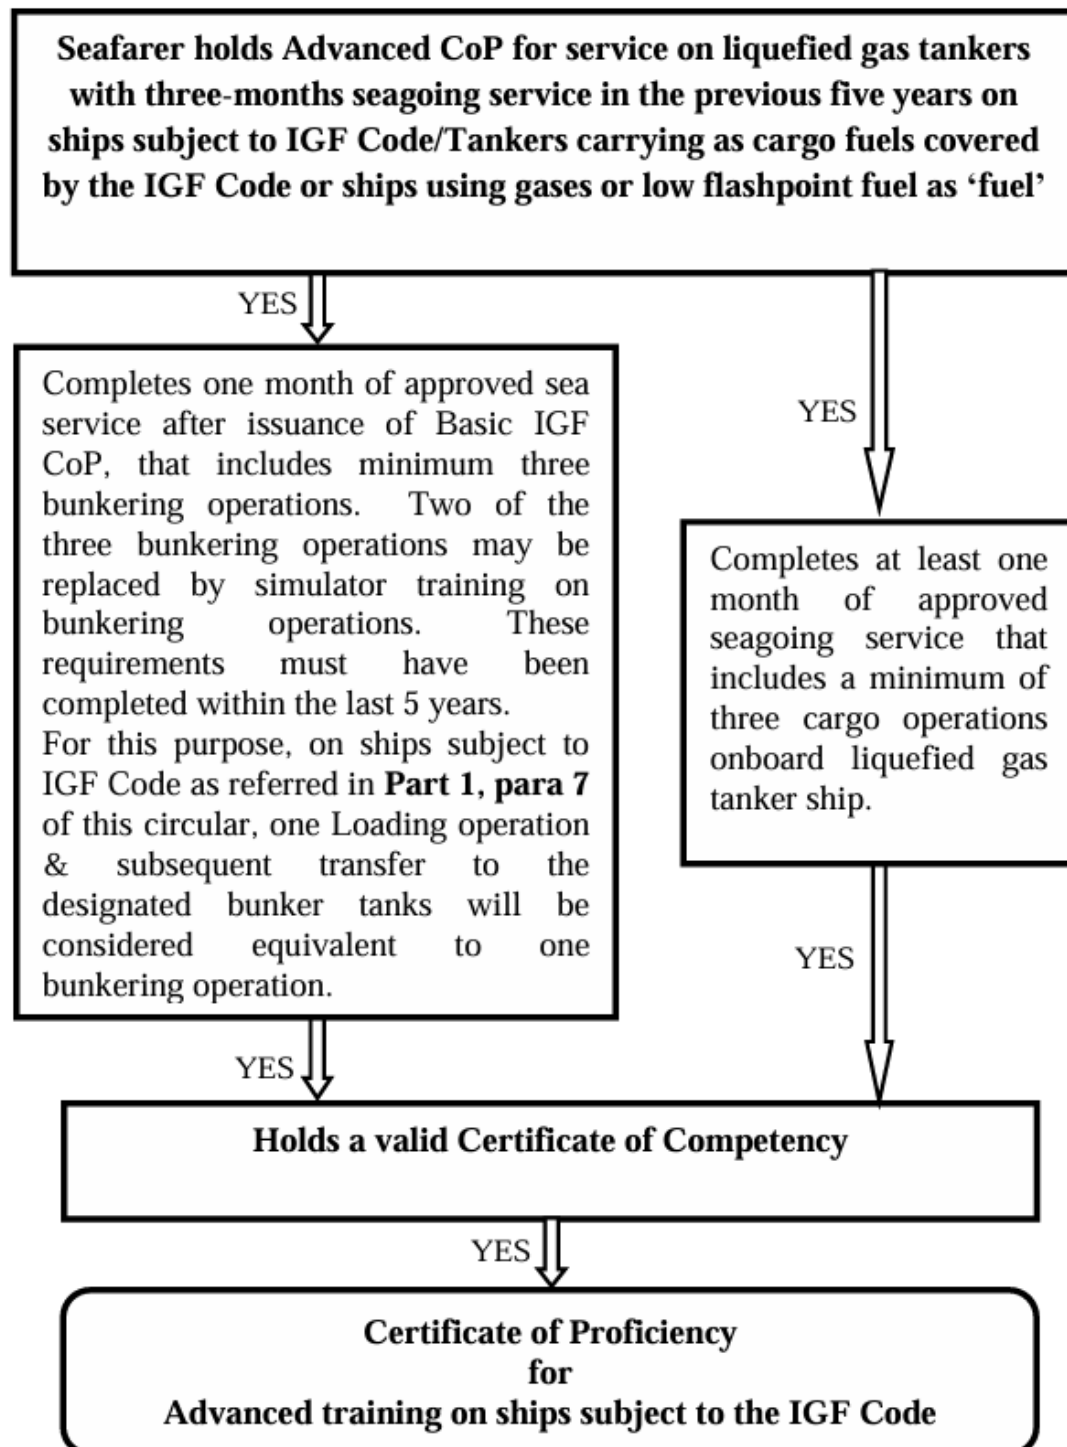 Seafarer holds Advanced CoP for service on liquefied gas tankers
with three-months seagoing service in the previous five years on
ships subject to IGF Code/Tankers carrying as cargo fuels covered
by the IGF Code or ships using gases or low flashpoint fuel as ‘fuel’
YES
YES
Completes one month of approved sea
service after issuance of Basic IGF
CoP, that includes minimum three
bunkering operations. Two of the
three bunkering operations may be
replaced by simulator training on
bunkering operations. These
requirements must have been
completed within the last 5 years.
For this purpose, on ships subject to
IGF Code as referred in Part 1, para 7
of this circular, one Loading operation
& subsequent transfer to the
designated bunker tanks will be
considered equivalent to one
bunkering operation.
Completes at least one
month of approved
seagoing service that
includes a minimum of
three cargo operations
onboard liquefied gas
tanker ship.
YES
YES
Holds a valid Certificate of Competency
YES
Certificate of Proficiency
for
Advanced training on ships subject to the IGF Code